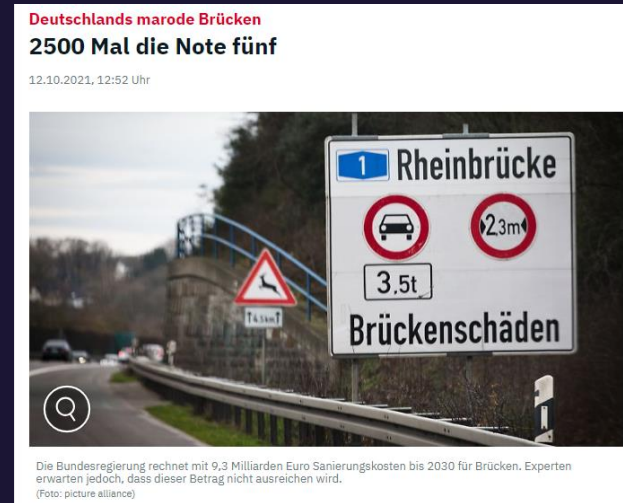 Deutschlands marode Brücken
2500 Mal die Note fünf
12.10.2021, 12:52 Uhr
1 Rheinbrücke
2,3m
3,5t
Brückenschäden
Die Bundesregierung rechnet mit 9,3 Milliarden Euro Sanierungskosten bis 2030 für Brücken. Experten
erwarten jedoch, dass dieser Betrag nicht ausreichen wird.
(Foto: picture alliance)